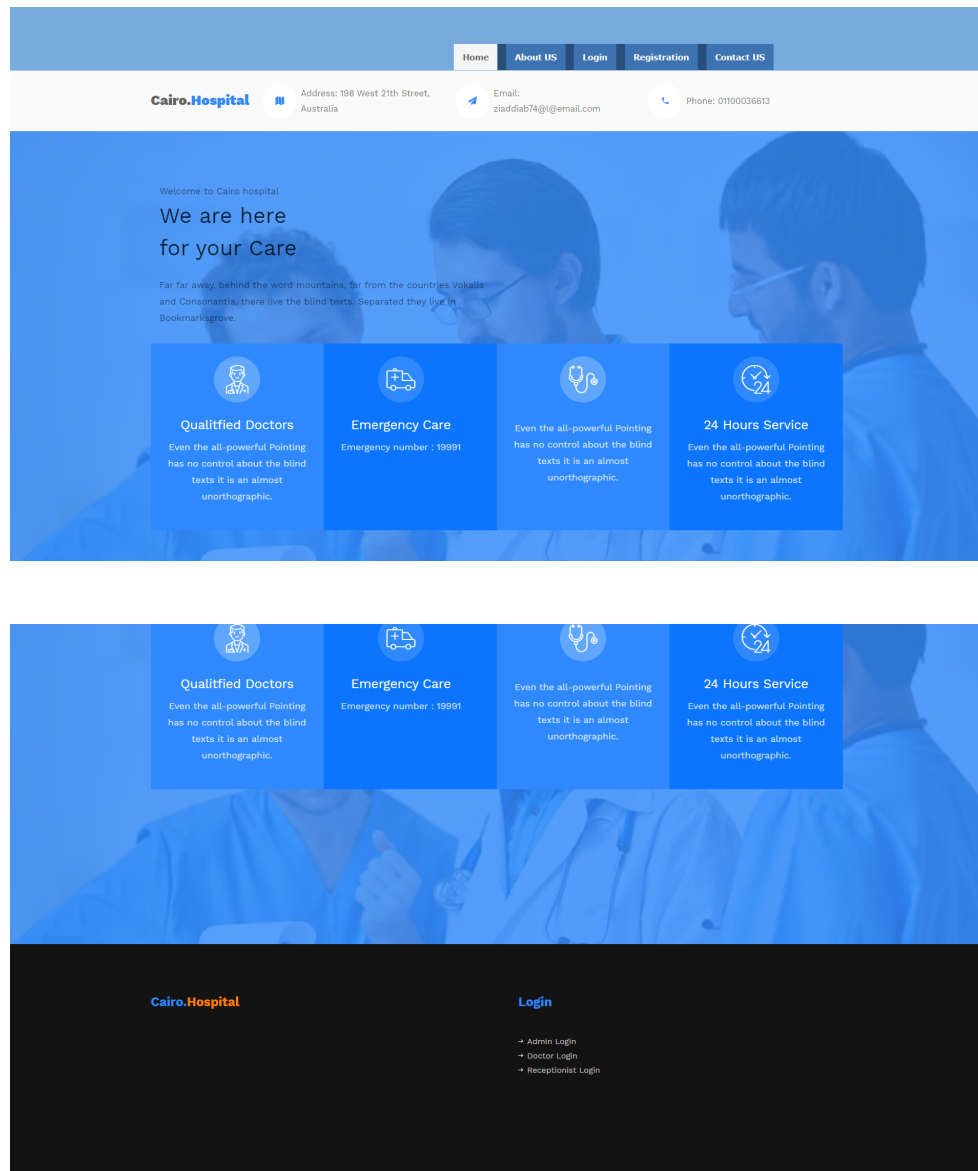 Home About US Login Registration Contact US
Cairo.Hospital
Address: 198 West 21th Street,
Australia
Email:
ziaddiab74@l@email.com
Phone: 01100036613
Welcome to Cairo hospital
We are here
for your Care
Far far away, behind the word mountains, far from the countries Vokalia
and Consonantia, there live the blind texts. Separated they live in
Bookmarksgrove.
Qualitfied Doctors
Even the all-powerful Pointing
has no control about the blind
texts it is an almost
unorthographic.
Emergency Care
Emergency number : 19991
Even the all-powerful Pointing
has no control about the blind
texts it is an almost
unorthographic.
24
24 Hours Service
Even the all-powerful Pointing
has no control about the blind
texts it is an almost
unorthographic.
Qualitfied Doctors
Even the all-powerful Pointing
has no control about the blind
texts it is an almost
unorthographic.
Emergency Care
Emergency number : 19991
Even the all-powerful Pointing
has no control about the blind
texts it is an almost
unorthographic.
24
24 Hours Service
Even the all-powerful Pointing
has no control about the blind
texts it is an almost
unorthographic.
Cairo.Hospital
Login
→ Admin Login
→ Doctor Login
→ Receptionist Login